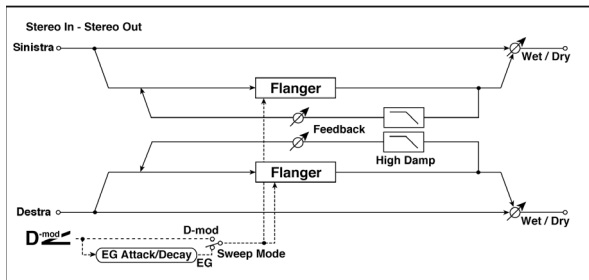 Stereo In - Stereo Out
Sinistra
Wet / Dry
Flanger
Feedback
High Damp
Flanger
Destra
Wet / Dry
D-mod
D-mod
EG Attack/Decay
EG
Sweep Mode